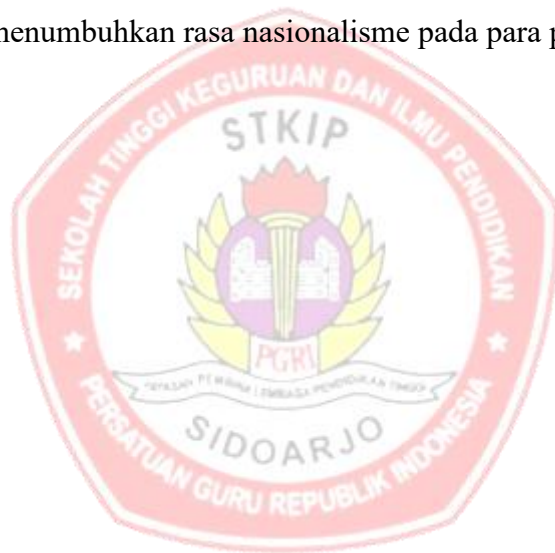 menumbuhkan rasa nasionalisme pada para p
SEKOLAH TINGGI KEGURUAN DAN ILMU PENDIDIKAN
STKIP
PGRI
SIDOARJO
PERSATUAN GURU REPUBLIK INDONESIA